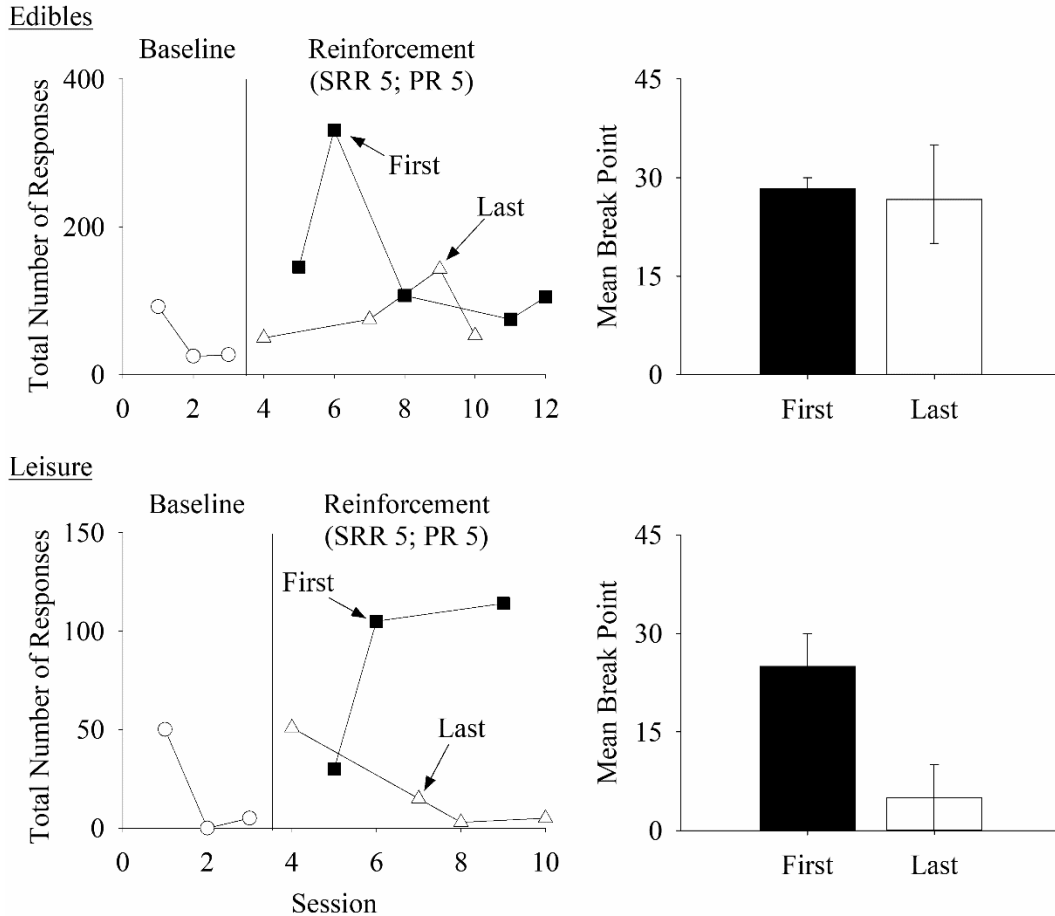 Edibles
Baseline
Reinforcement
(SRR 5; PR 5)
Total Number of Responses
400
200
0
First
Last
0 2 4 6 8 10 12
Mean Break Point
45
30
15
0
First Last
Leisure
Baseline
Reinforcement
(SRR 5; PR 5)
Total Number of Responses
150
100
50
0
First
Last
0 2 4 6 8 10
Session
Mean Break Point
45
30
15
0
First Last